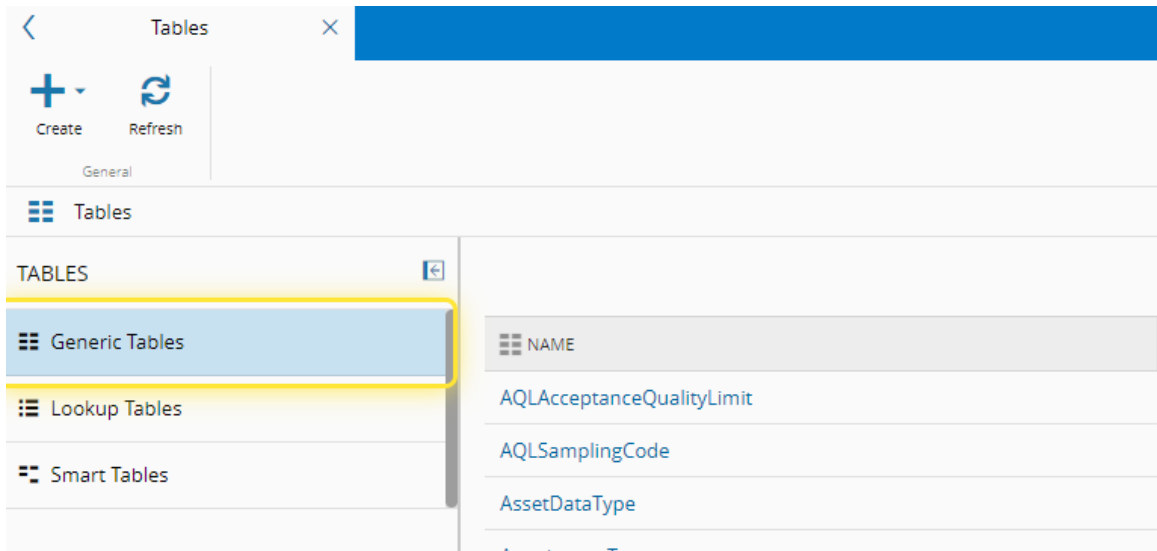 Tables
Create
Refresh
General
Tables
TABLES
Generic Tables
Lookup Tables
Smart Tables
NAME
AQLAcceptanceQualityLimit
AQLSamplingCode
AssetDataType